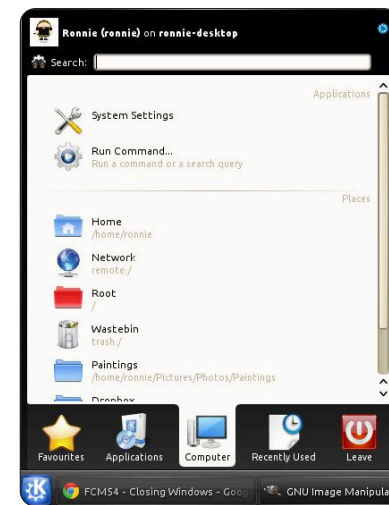 Ronnie (ronnie) on ronnie-desktop
Search:
Applications
System Settings
Run Command...
Run a command or a search query
Places
Home
/home/ronnie
Network
remote:/
Root
/
Wastebin
trash:/
Paintings
/home/ronnie/Pictures/Photos/Paintings
Dropbox
Favourites Applications Computer Recently Used Leave
FCM54 - Closing Windows - Goo GNU Image Manipula